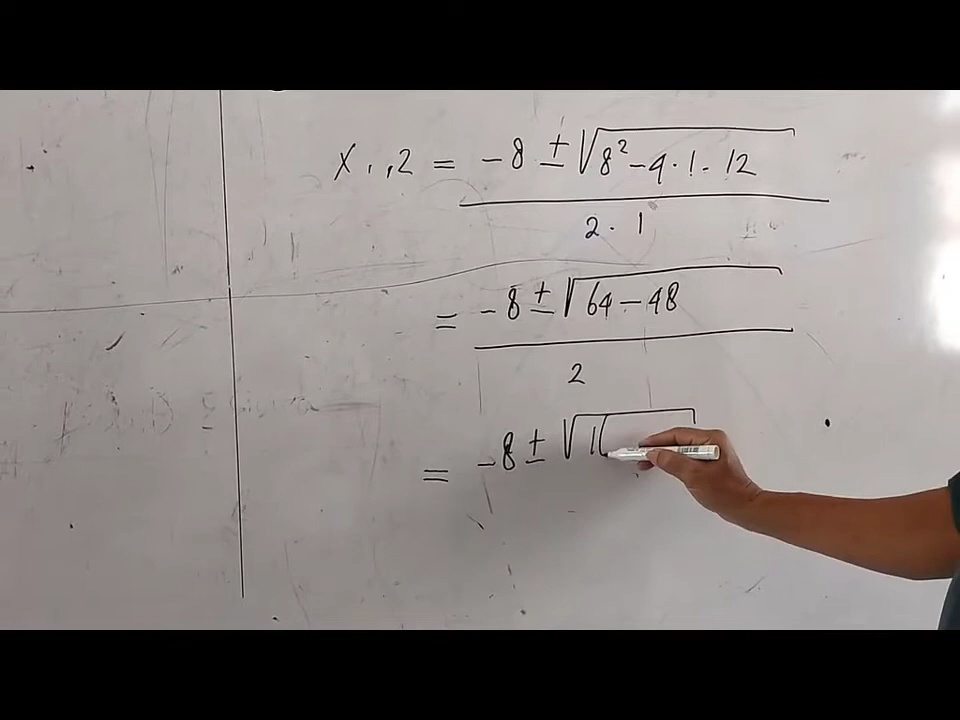 x₁,₂ = -8 ± √8² - 4 · 1 · 12
2 · 1
= -8 ± √64 - 48
2
= -8 ± √1